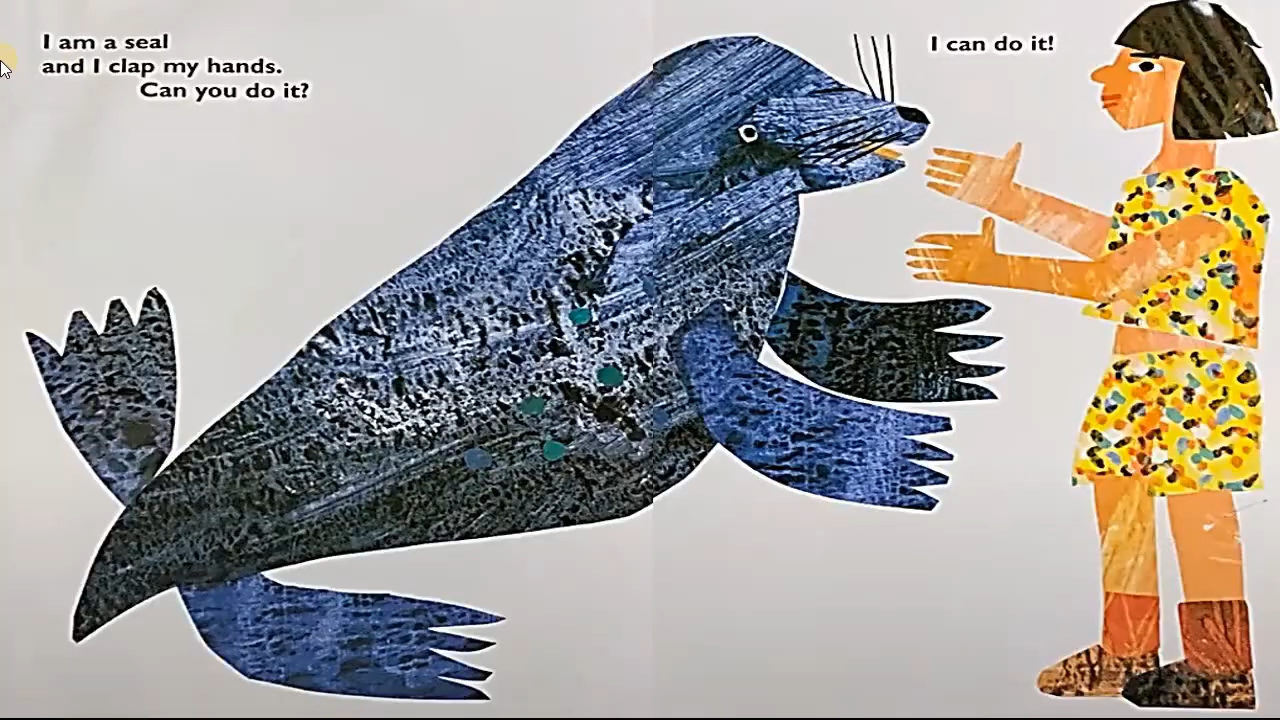 I am a seal
and I clap my hands.
Can you do it?
I can do it!